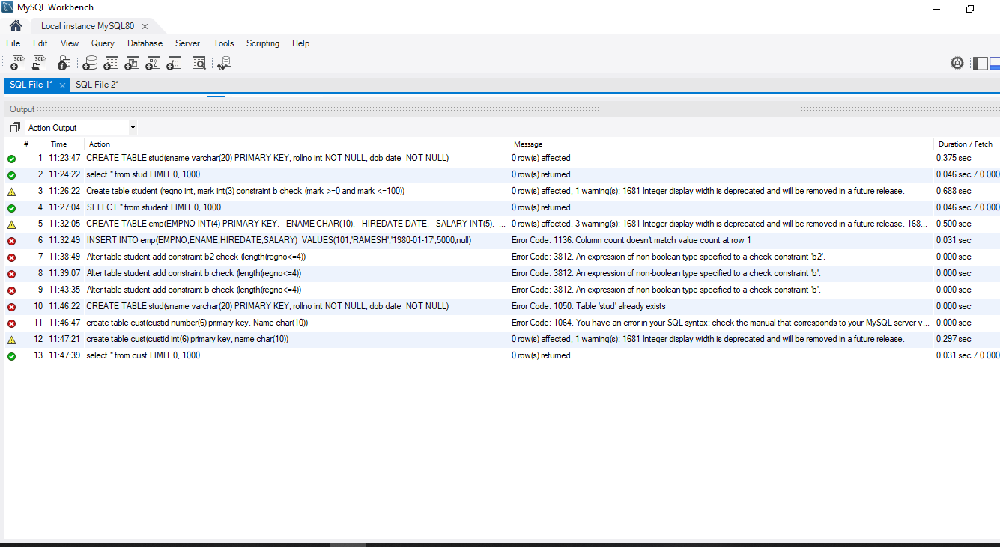 MySQL Workbench
Local instance MySQL80
File Edit View Query Database Server Tools Scripting Help
SQL File 1* SQL File 2*
Output
Action Output
# Time Action Message Duration / Fetch
1 11:23:47 CREATE TABLE stud(sname varchar(20) PRIMARY KEY, rollno int NOT NULL, dob date  NOT NULL) 0 row(s) affected 0.375 sec
2 11:24:22 select * from stud LIMIT 0, 1000 0 row(s) returned 0.046 sec / 0.000
3 11:26:22 Create table student (regno int, mark int(3) constraint b check (mark >=0 and mark <=100)) 0 row(s) affected, 1 warning(s): 1681 Integer display width is deprecated and will be removed in a future release. 0.688 sec
4 11:27:04 SELECT * from student LIMIT 0, 1000 0 row(s) returned 0.046 sec / 0.000
5 11:32:05 CREATE TABLE emp(EMPNO INT(4) PRIMARY KEY,   ENAME CHAR(10),   HIREDATE DATE,   SALARY INT(5),  ... 0 row(s) affected, 3 warning(s): 1681 Integer display width is deprecated and will be removed in a future release. 168... 0.500 sec
6 11:32:49 INSERT INTO emp(EMPNO,ENAME,HIREDATE,SALARY)  VALUES(101,'RAMESH','1980-01-17',5000,null) Error Code: 1136. Column count doesn't match value count at row 1 0.031 sec
7 11:38:49 Alter table student add constraint b2 check (length(regno<=4)) Error Code: 3812. An expression of non-boolean type specified to a check constraint 'b2'. 0.000 sec
8 11:39:07 Alter table student add constraint b check (length(regno<=4)) Error Code: 3812. An expression of non-boolean type specified to a check constraint 'b'. 0.000 sec
9 11:43:35 Alter table student add constraint b check (length(regno<=4)) Error Code: 3812. An expression of non-boolean type specified to a check constraint 'b'. 0.000 sec
10 11:46:22 CREATE TABLE stud(sname varchar(20) PRIMARY KEY, rollno int NOT NULL, dob date  NOT NULL) Error Code: 1050. Table 'stud' already exists 0.000 sec
11 11:46:47 create table cust(custid number(6) primary key, Name char(10)) Error Code: 1064. You have an error in your SQL syntax; check the manual that corresponds to your MySQL server v... 0.000 sec
12 11:47:21 create table cust(custid int(6) primary key, name char(10)) 0 row(s) affected, 1 warning(s): 1681 Integer display width is deprecated and will be removed in a future release. 0.297 sec
13 11:47:39 select * from cust LIMIT 0, 1000 0 row(s) returned 0.031 sec / 0.000